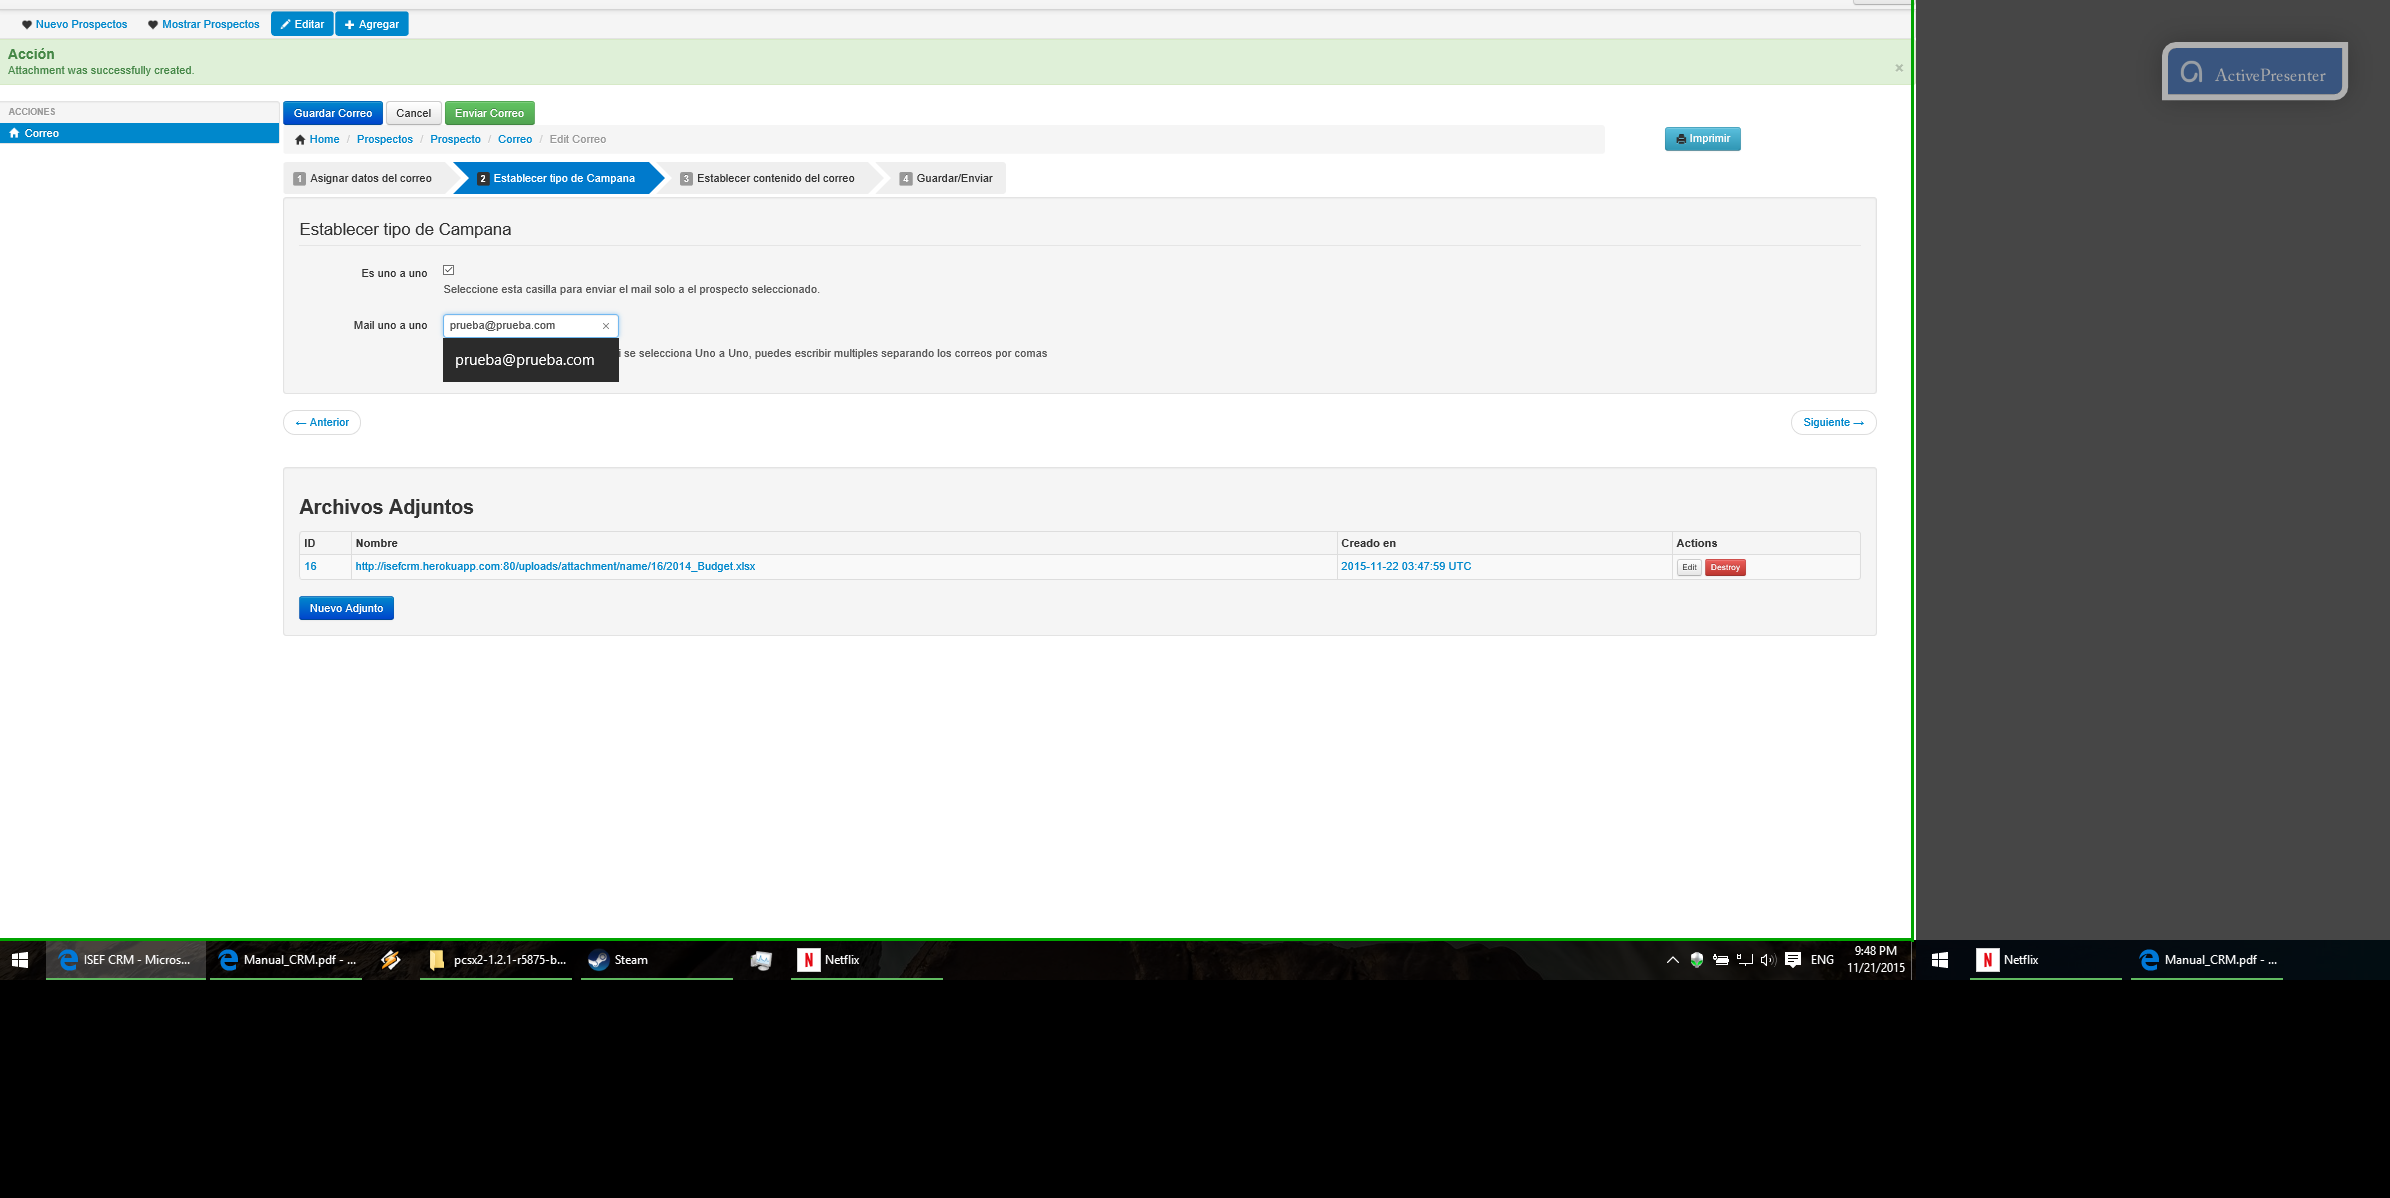 Nuevo Prospectos Mostrar Prospectos Editar Agregar
Acción
Attachment was successfully created.
×
ActivePresenter
ACCIONES
Correo
Guardar Correo Cancel Enviar Correo
Home / Prospectos / Prospecto / Correo / Edit Correo
Imprimir
1 Asignar datos del correo 2 Establecer tipo de Campana 3 Establecer contenido del correo 4 Guardar/Enviar
Establecer tipo de Campana
Es uno a uno
Seleccione esta casilla para enviar el mail solo a el prospecto seleccionado.
Mail uno a uno prueba@prueba.com ×
prueba@prueba.com
se selecciona Uno a Uno, puedes escribir multiples separando los correos por comas
← Anterior Siguiente →
Archivos Adjuntos
ID Nombre Creado en Actions
16 http://isefcrm.herokuapp.com:80/uploads/attachment/name/16/2014_Budget.xlsx 2015-11-22 03:47:59 UTC Edit Destroy
Nuevo Adjunto
ISEF CRM - Micros... Manual_CRM.pdf - ... pcsx2-1.2.1-r5875-b... Steam N Netflix ENG 9:48 PM
11/21/2015
N Netflix Manual_CRM.pdf - ...